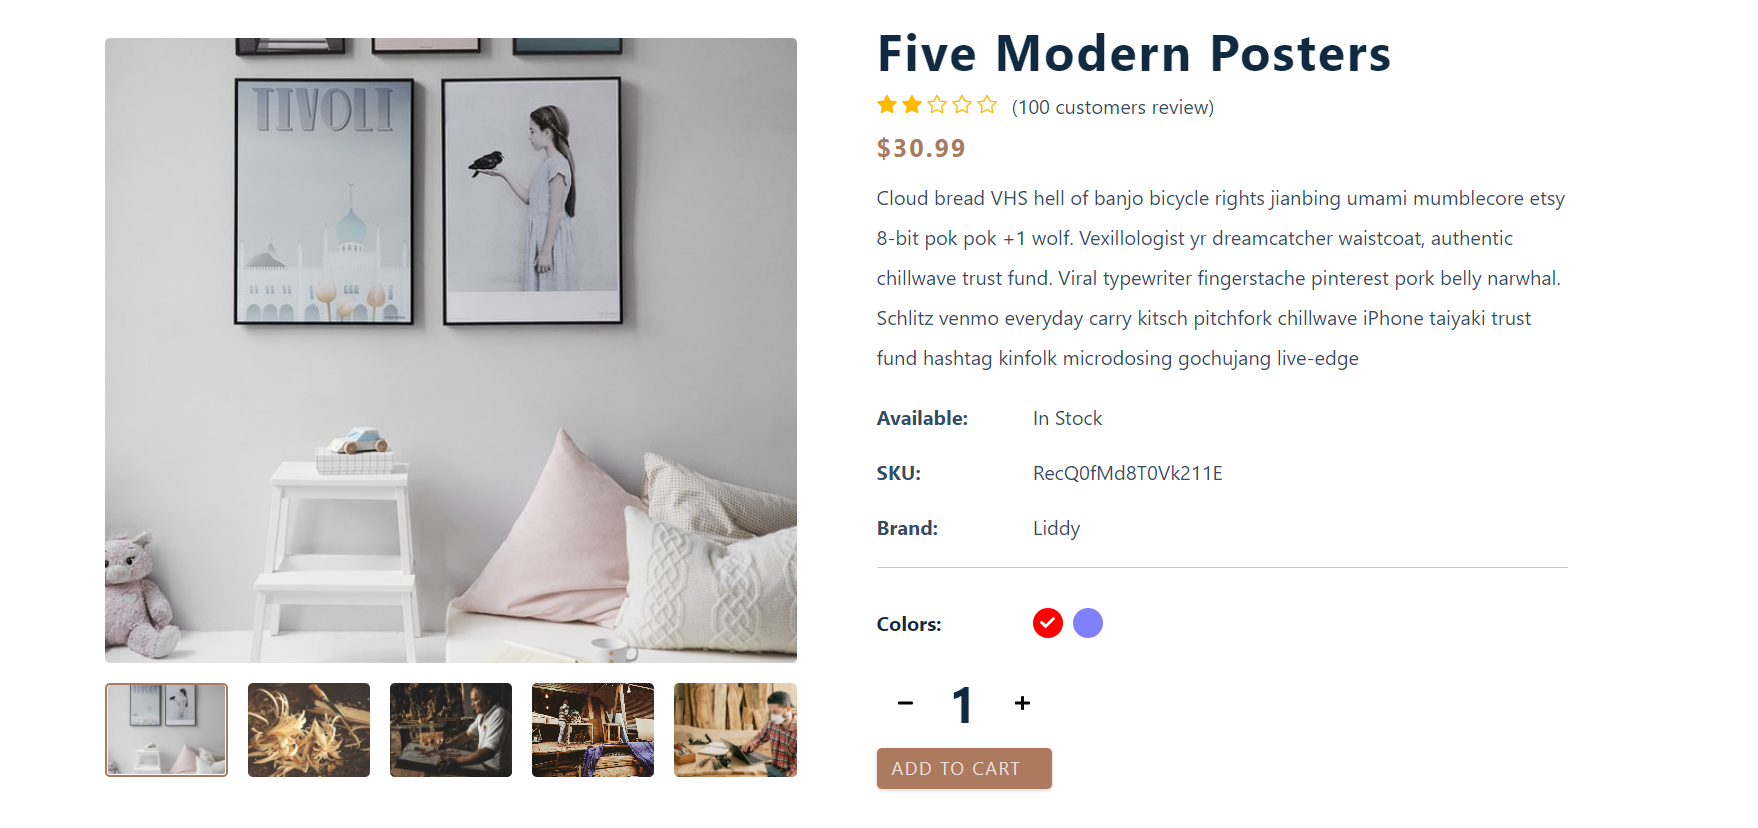 TIVOLI
Five Modern Posters
(100 customers review)
$30.99
Cloud bread VHS hell of banjo bicycle rights jianbing umami mumblecore etsy
8-bit pok pok +1 wolf. Vexillologist yr dreamcatcher waistcoat, authentic
chillwave trust fund. Viral typewriter fingerstache pinterest pork belly narwhal.
Schlitz venmo everyday carry kitsch pitchfork chillwave iPhone taiyaki trust
fund hashtag kinfolk microdosing gochujang live-edge
Available: In Stock
SKU: RecQ0fMd8T0Vk211E
Brand: Liddy
Colors:
− 1 +
ADD TO CART